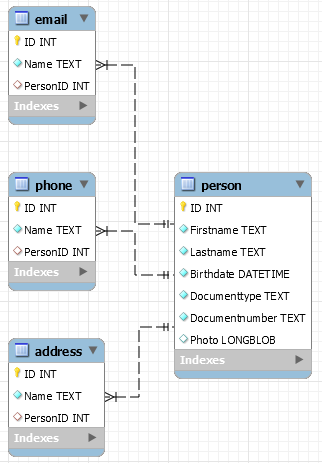 email
ID INT
Name TEXT
PersonID INT
Indexes
phone
ID INT
Name TEXT
PersonID INT
Indexes
address
ID INT
Name TEXT
PersonID INT
Indexes
person
ID INT
Firstname TEXT
Lastname TEXT
Birthdate DATETIME
Documenttype TEXT
Documentnumber TEXT
Photo LONGBLOB
Indexes